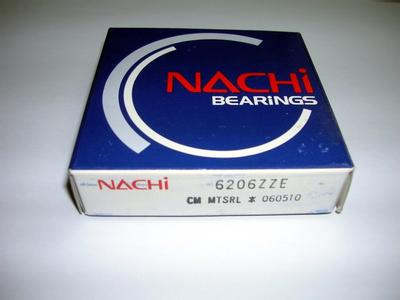 NACHi
BEARiNGS
NACHi 6206ZZE
CM MTSRL * 060510